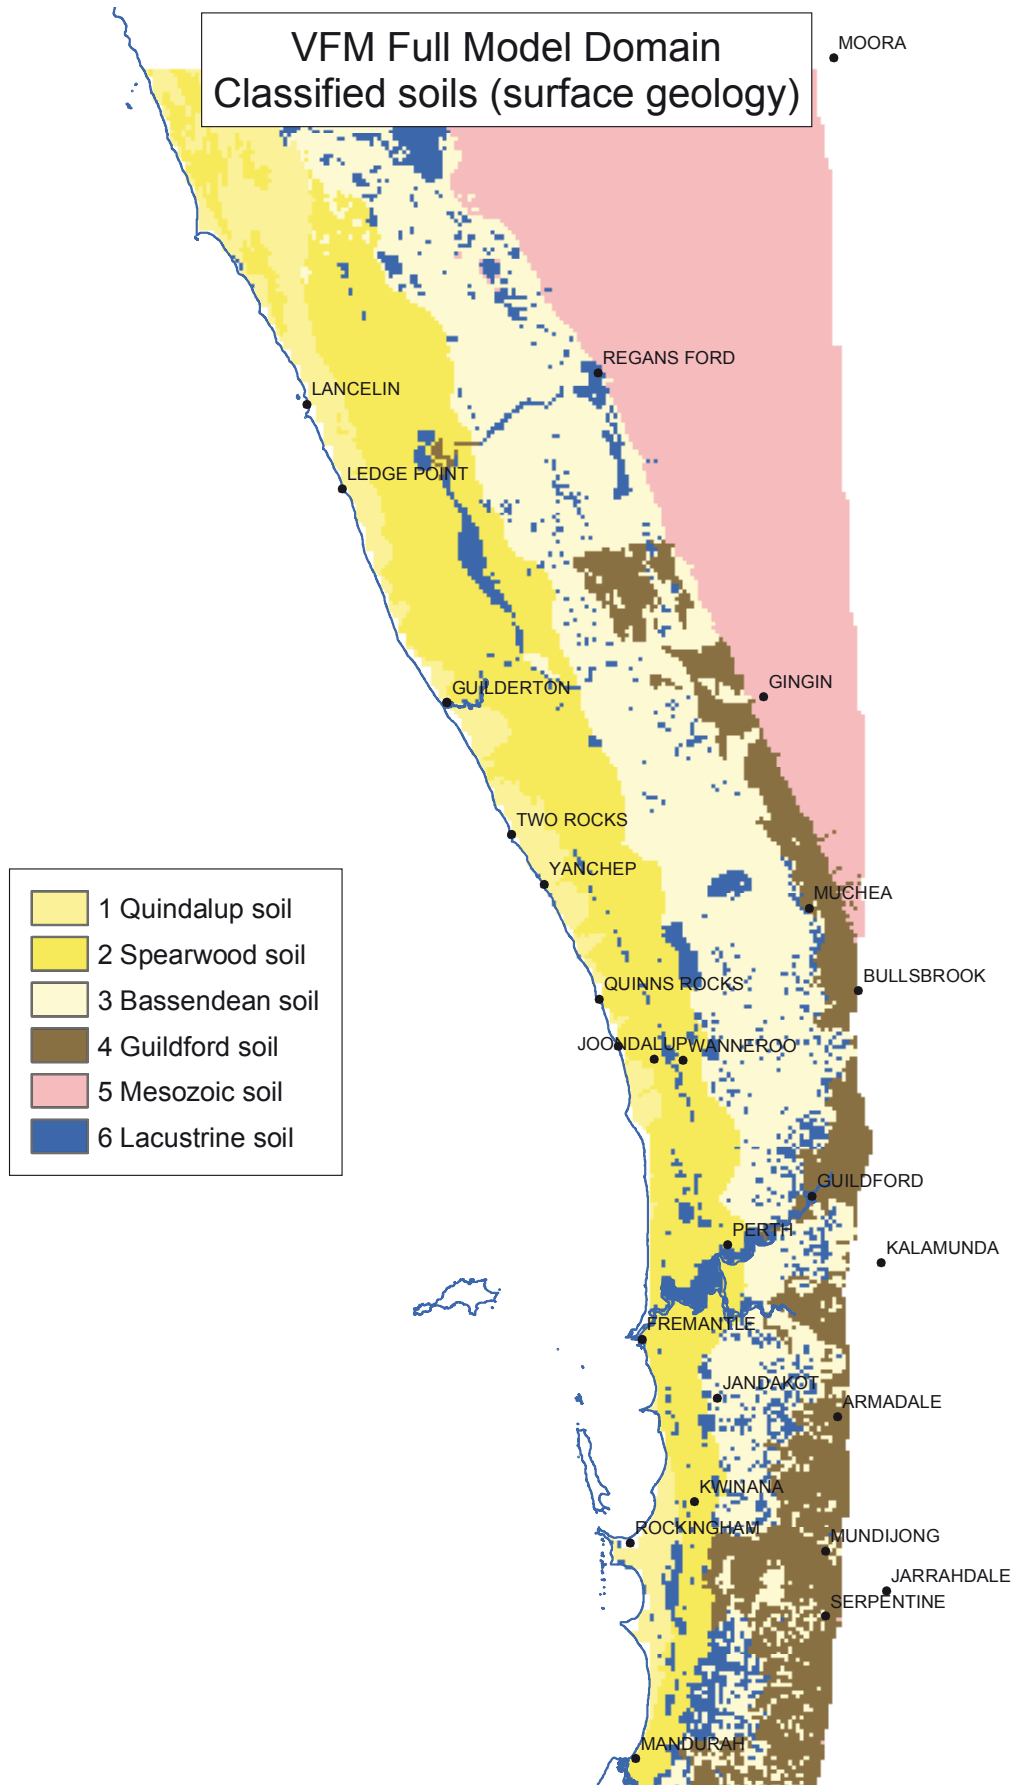 VFM Full Model Domain
Classified soils (surface geology)
MOORA
REGANS FORD
LANCELIN
LEDGE POINT
GINGIN
GUILDERTON
TWO ROCKS
YANCHEP
MUCHEA
1 Quindalup soil
2 Spearwood soil
3 Bassendean soil
4 Guildford soil
5 Mesozoic soil
6 Lacustrine soil
BULLSBROOK
QUINNS ROCKS
JOONDALUP WANNEROO
GUILDFORD
PERTH
KALAMUNDA
FREMANTLE
JANDAKOT
ARMADALE
KWINANA
ROCKINGHAM
MUNDIJONG
JARRAHDALE
SERPENTINE
MANDURAH